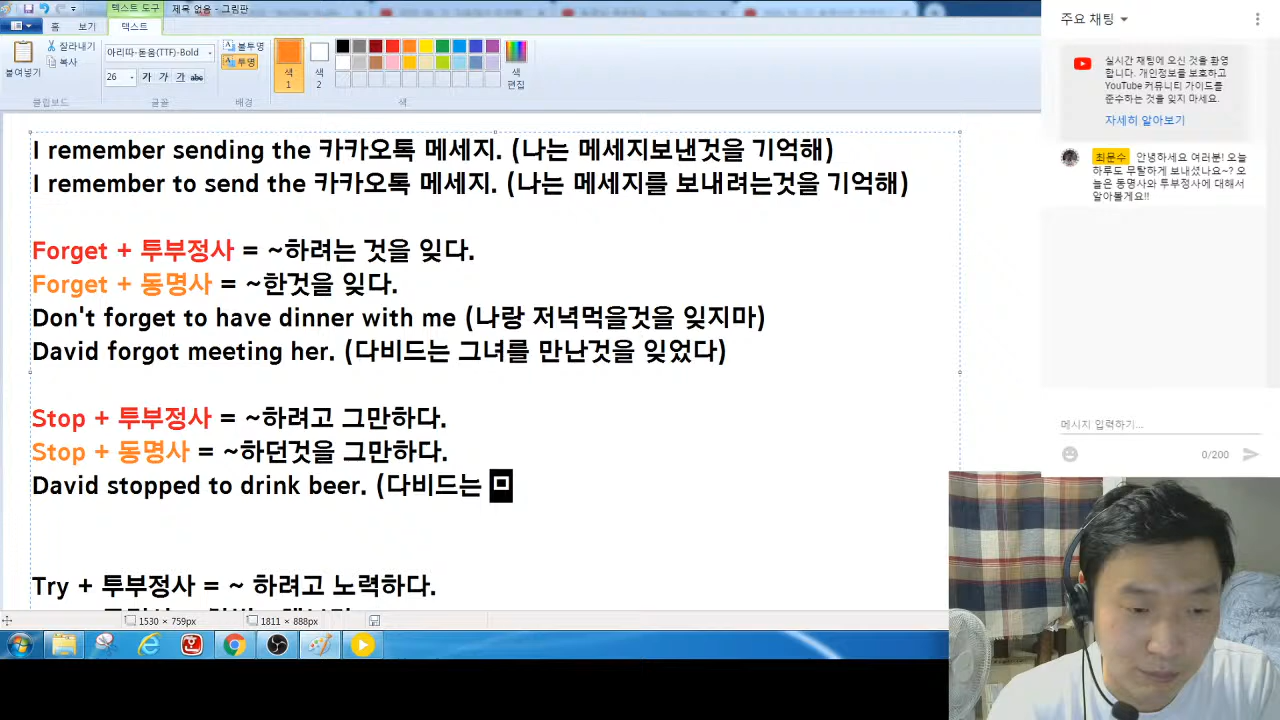 텍스트 도구
제목 없음 - 그림판
홈
보기
텍스트
붙여넣기
잘라내기
복사
클립보드
아리따-돋움(TTF)-Bold
26
가 가 가 abc
글꼴
불투명
투명
배경
색 1
색 2
색 편집
색
I remember sending the 카카오톡 메세지. (나는 메세지보낸것을 기억해)
I remember to send the 카카오톡 메세지. (나는 메세지를 보내려는것을 기억해)
Forget + 투부정사 = ~하려는 것을 잊다.
Forget + 동명사 = ~한것을 잊다.
Don't forget to have dinner with me (나랑 저녁먹을것을 잊지마)
David forgot meeting her. (다비드는 그녀를 만난것을 잊었다)
Stop + 투부정사 = ~하려고 그만하다.
Stop + 동명사 = ~하던것을 그만하다.
David stopped to drink beer. (다비드는 ㅁ
Try + 투부정사 = ~ 하려고 노력하다.
1530 × 759px
1811 × 888px
주요 채팅
실시간 채팅에 오신 것을 환영
합니다. 개인정보를 보호하고
YouTube 커뮤니티 가이드를
준수하는 것을 잊지 마세요.
자세히 알아보기
최문수 안녕하세요 여러분! 오늘
하루도 무탈하게 보내셨나요~? 오
늘은 동명사와 투부정사에 대해서
알아볼게요!!
메시지 입력하기...
0/200